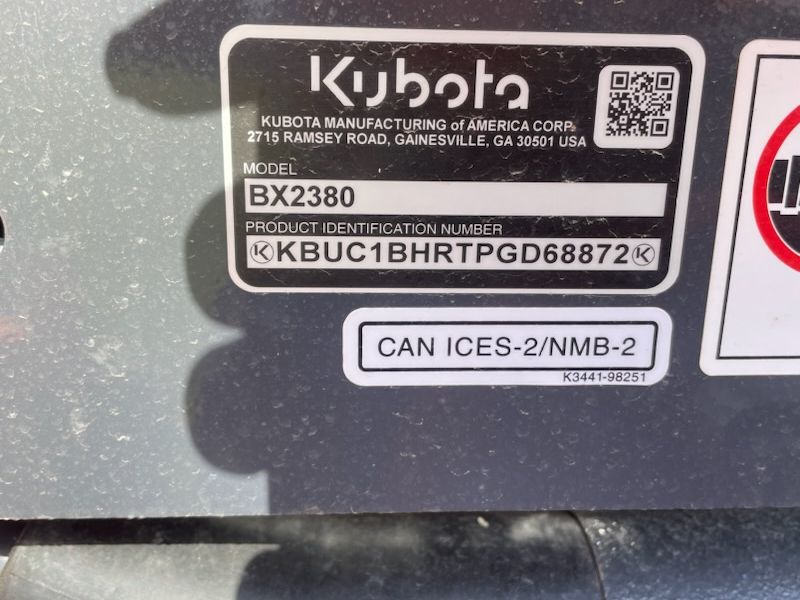 Kubota
KUBOTA MANUFACTURING of AMERICA CORP.
2715 RAMSEY ROAD, GAINESVILLE, GA 30501 USA
MODEL
BX2380
PRODUCT IDENTIFICATION NUMBER
KBUC1BHRTPGD68872
CAN ICES-2/NMB-2
K3441-98251